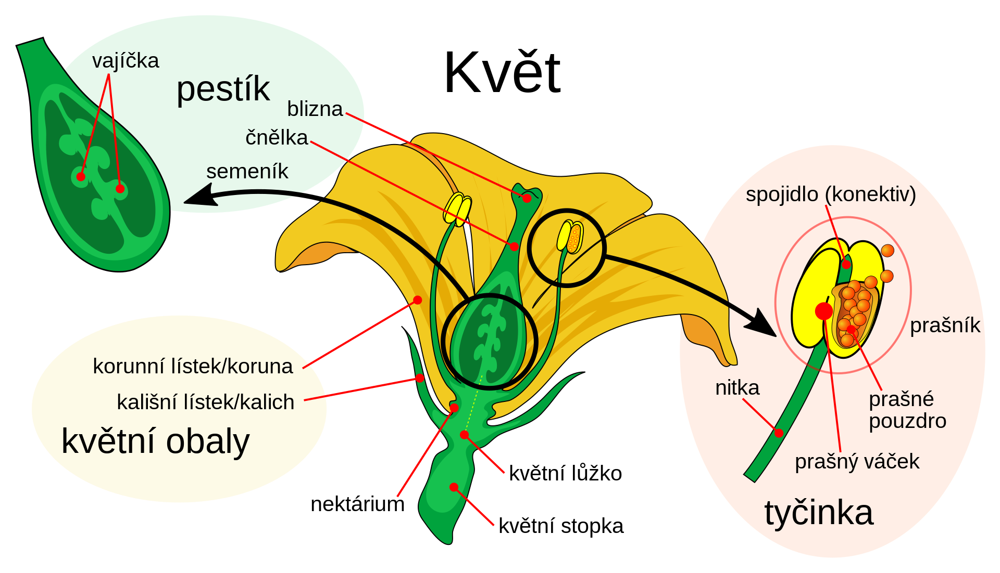 Květ
vajíčka
pestík
blizna
čnělka
semeník
spojidlo (konektiv)
prašník
korunní lístek/koruna
kališní lístek/kalich
květní obaly
nitka
prašné
pouzdro
prašný váček
tyčinka
květní lůžko
nektárium
květní stopka